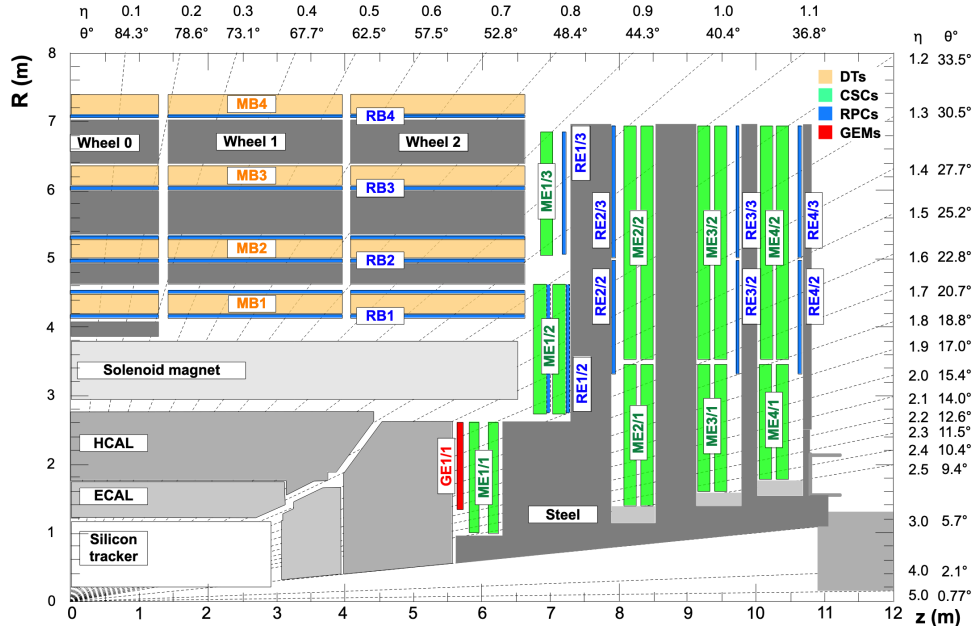 η 0.1 0.2 0.3 0.4 0.5 0.6 0.7 0.8 0.9 1.0 1.1
θ° 84.3° 78.6° 73.1° 67.7° 62.5° 57.5° 52.8° 48.4° 44.3° 40.4° 36.8°
η θ°
R (m)
8
7
6
5
4
3
2
1
0
1.2 33.5°
1.3 30.5°
1.4 27.7°
1.5 25.2°
1.6 22.8°
1.7 20.7°
1.8 18.8°
1.9 17.0°
2.0 15.4°
2.1 14.0°
2.2 12.6°
2.3 11.5°
2.4 10.4°
2.5 9.4°
3.0 5.7°
4.0 2.1°
5.0 0.77°
DTs
CSCs
RPCs
GEMs
MB4
RB4
Wheel 0
Wheel 1
Wheel 2
MB3
RB3
MB2
RB2
MB1
RB1
Solenoid magnet
HCAL
ECAL
Silicon
tracker
Steel
GE1/1
ME1/1
ME1/2
ME1/3
RE1/3
RE1/2
RE2/3
RE2/2
ME2/2
ME2/1
ME3/2
ME3/1
RE3/3
RE3/2
ME4/2
ME4/1
RE4/3
RE4/2
0 1 2 3 4 5 6 7 8 9 10 11 12
z (m)